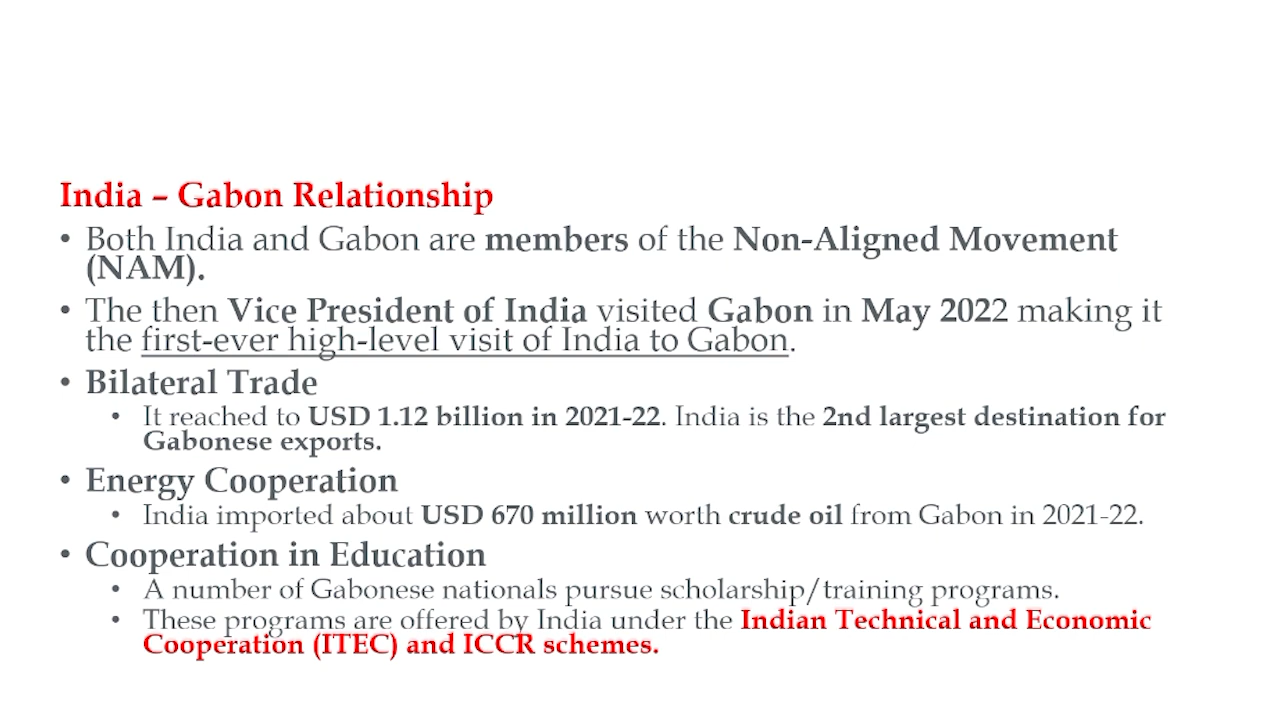 India – Gabon Relationship
• Both India and Gabon are members of the Non-Aligned Movement
(NAM).
• The then Vice President of India visited Gabon in May 2022 making it
the first-ever high-level visit of India to Gabon.
• Bilateral Trade
• It reached to USD 1.12 billion in 2021-22. India is the 2nd largest destination for
Gabonese exports.
• Energy Cooperation
• India imported about USD 670 million worth crude oil from Gabon in 2021-22.
• Cooperation in Education
• A number of Gabonese nationals pursue scholarship/training programs.
• These programs are offered by India under the Indian Technical and Economic
Cooperation (ITEC) and ICCR schemes.